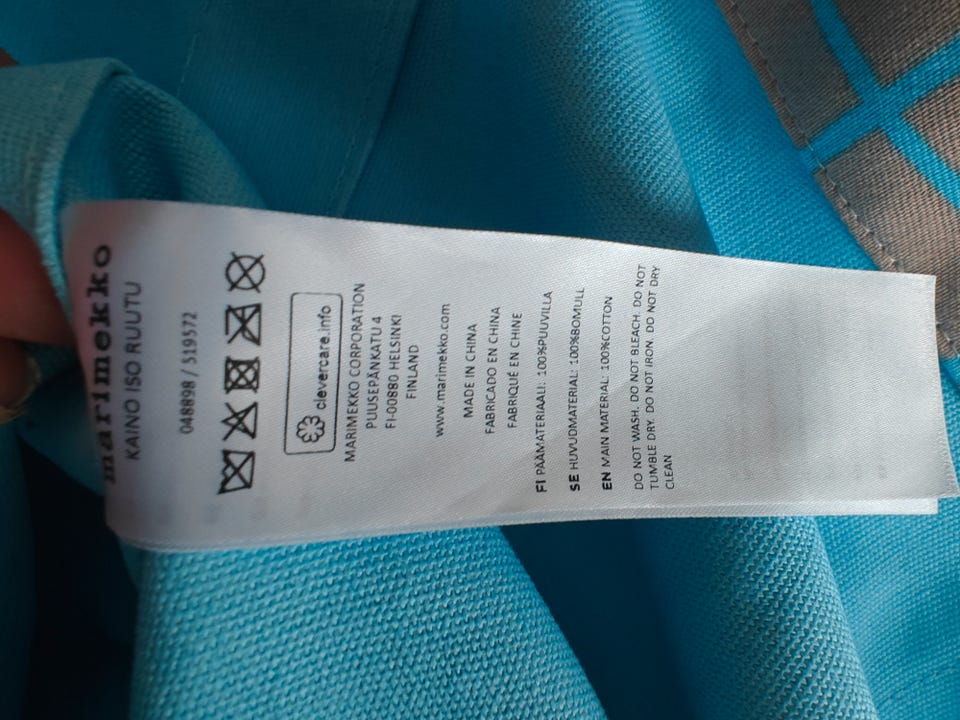 marimekko
KAINO ISO RUUTU
048898 / 519572
clevercare.info
MARIMEKKO CORPORATION
PUUSEPÄNKATU 4
FI-00880 HELSINKI
FINLAND
www.marimekko.com
MADE IN CHINA
FABRICADO EN CHINA
FABRIQUÉ EN CHINE
FI PÄÄMATERIAALI: 100%PUUVILLA
SE HUVUDMATERIAL: 100%BOMULL
EN MAIN MATERIAL: 100%COTTON
DO NOT WASH. DO NOT BLEACH. DO NOT
TUMBLE DRY. DO NOT IRON. DO NOT DRY
CLEAN